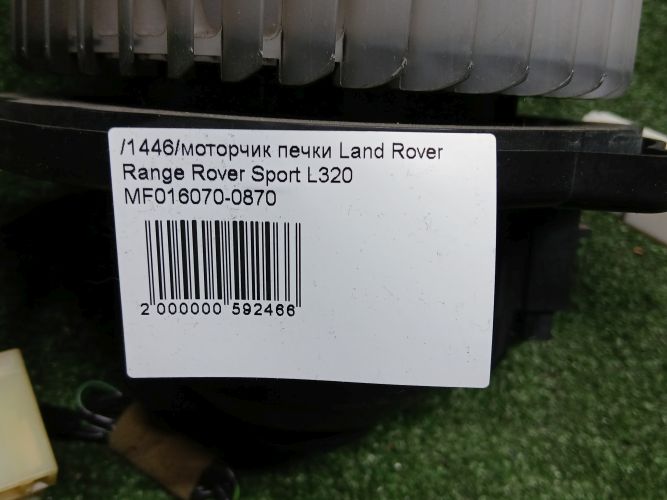 /1446/моторчик печки Land Rover
Range Rover Sport L320
MF016070-0870
2 000000 592466